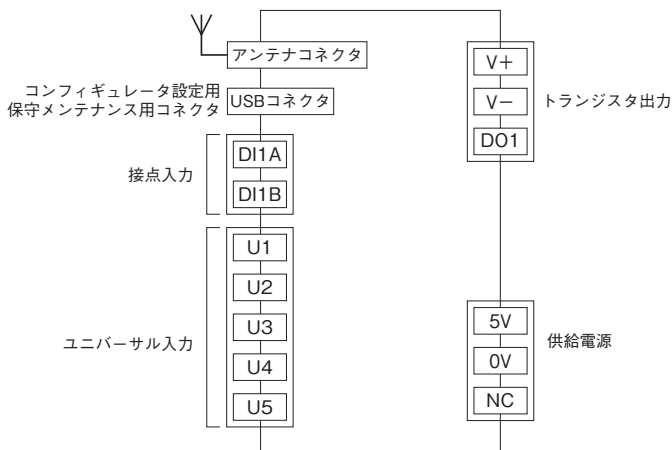 アンテナコネクタ
コンフィギュレータ設定用
保守メンテナンス用コネクタ
USBコネクタ
接点入力
DI1A
DI1B
ユニバーサル入力
U1
U2
U3
U4
U5
V+
V−
DO1
トランジスタ出力
5V
0V
NC
供給電源